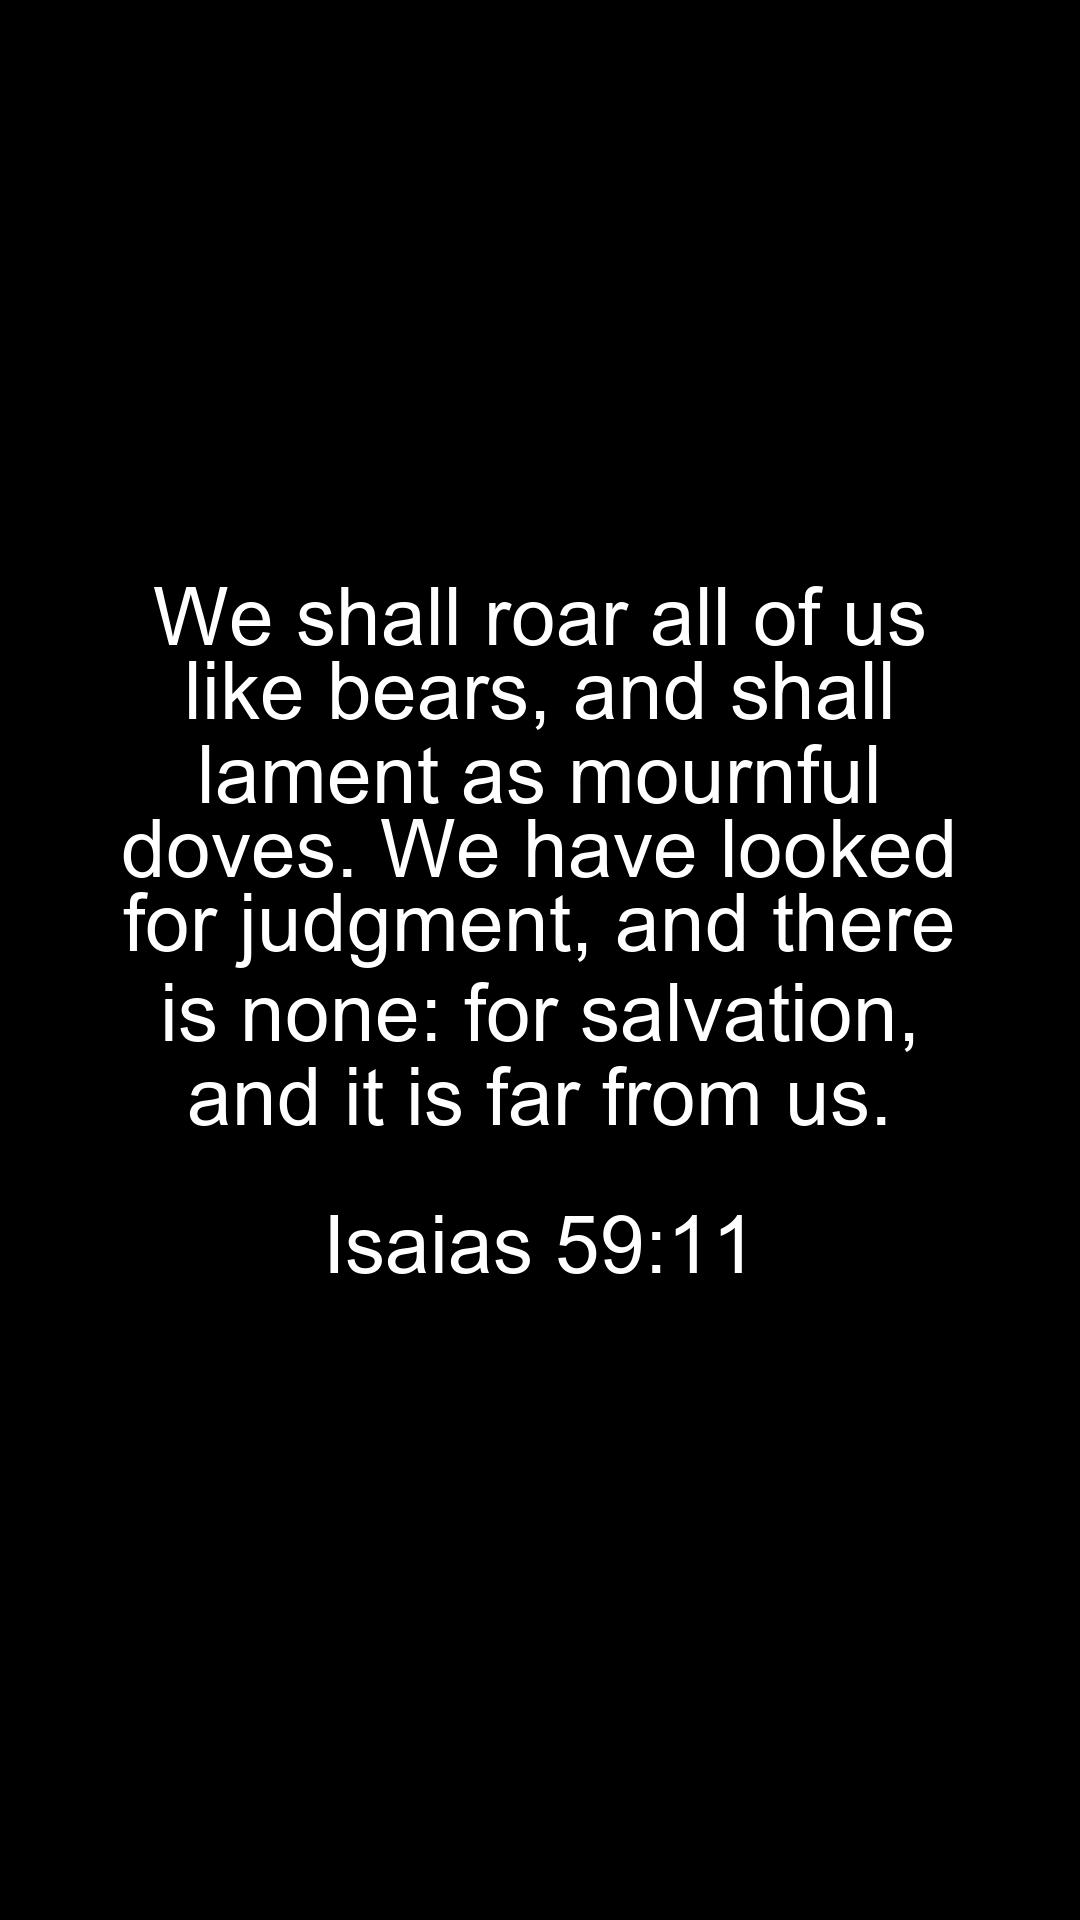 We shall roar all of us
like bears, and shall
lament as mournful
doves. We have looked
for judgment, and there
is none: for salvation,
and it is far from us.
Isaias 59:11